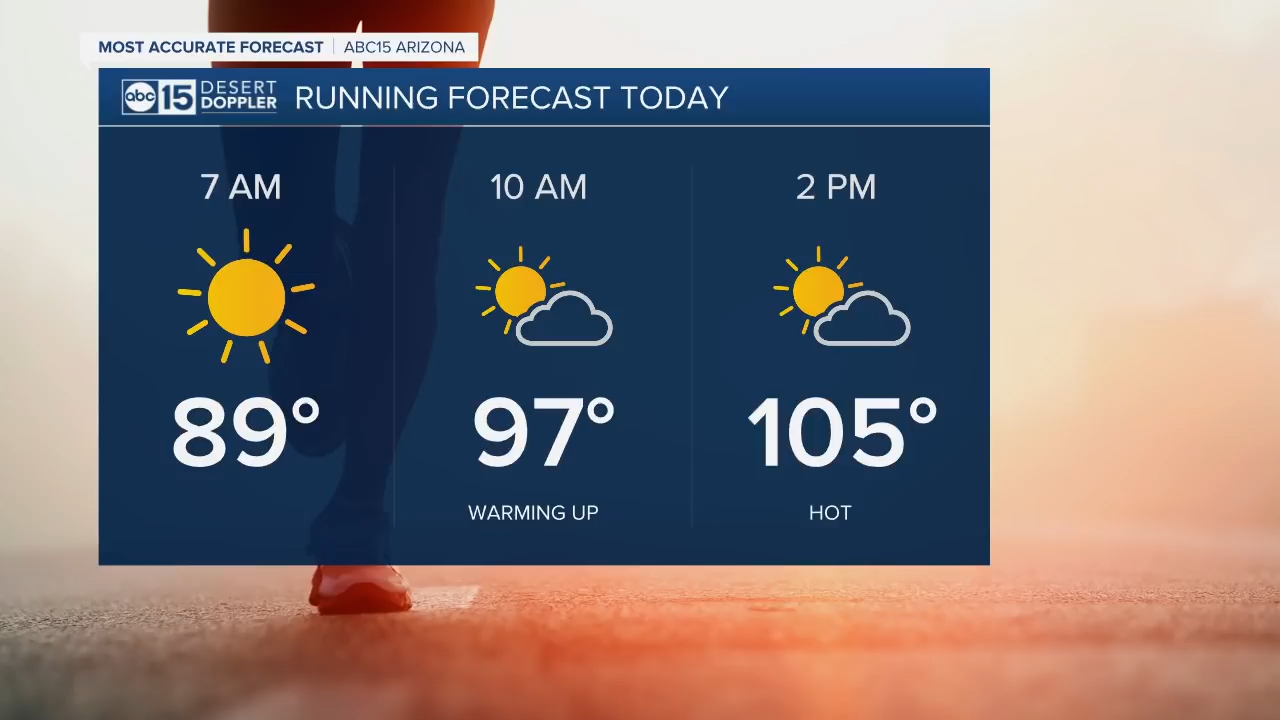 MOST ACCURATE FORECAST | ABC15 ARIZONA
abc 15 DESERT DOPPLER RUNNING FORECAST TODAY
7 AM 10 AM 2 PM
89° 97° 105°
WARMING UP HOT